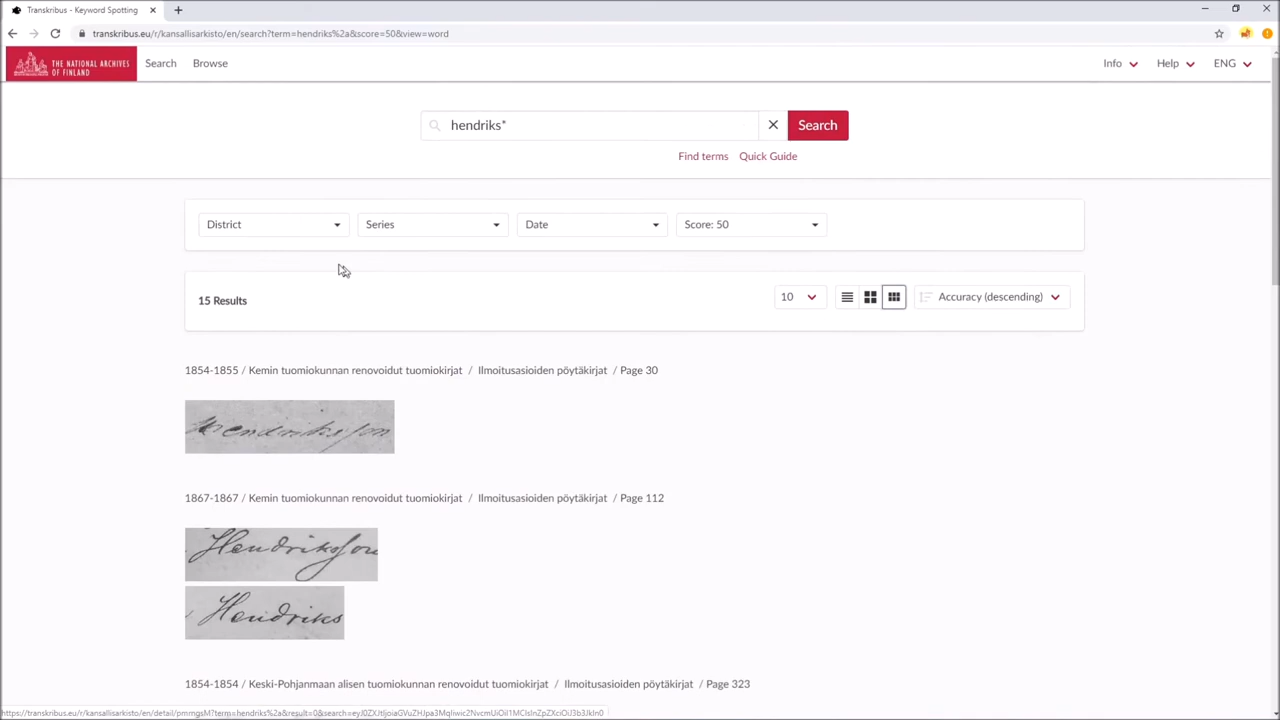 Transkribus - Keyword Spotting
transkribus.eu/r/kansallisarkisto/en/search?term=hendriks%2a&score=50&view=word
THE NATIONAL ARCHIVES
OF FINLAND
Search Browse Info Help ENG
hendriks* Search
Find terms Quick Guide
District Series Date Score: 50
15 Results 10 Accuracy (descending)
1854-1855 / Kemin tuomiokunnan renovoidut tuomiokirjat / Ilmoitusasioiden pöytäkirjat / Page 30
Hendriksson
1867-1867 / Kemin tuomiokunnan renovoidut tuomiokirjat / Ilmoitusasioiden pöytäkirjat / Page 112
Hendriksson
Hendriks
1854-1854 / Keski-Pohjanmaan alisen tuomiokunnan renovoidut tuomiokirjat / Ilmoitusasioiden pöytäkirjat / Page 323